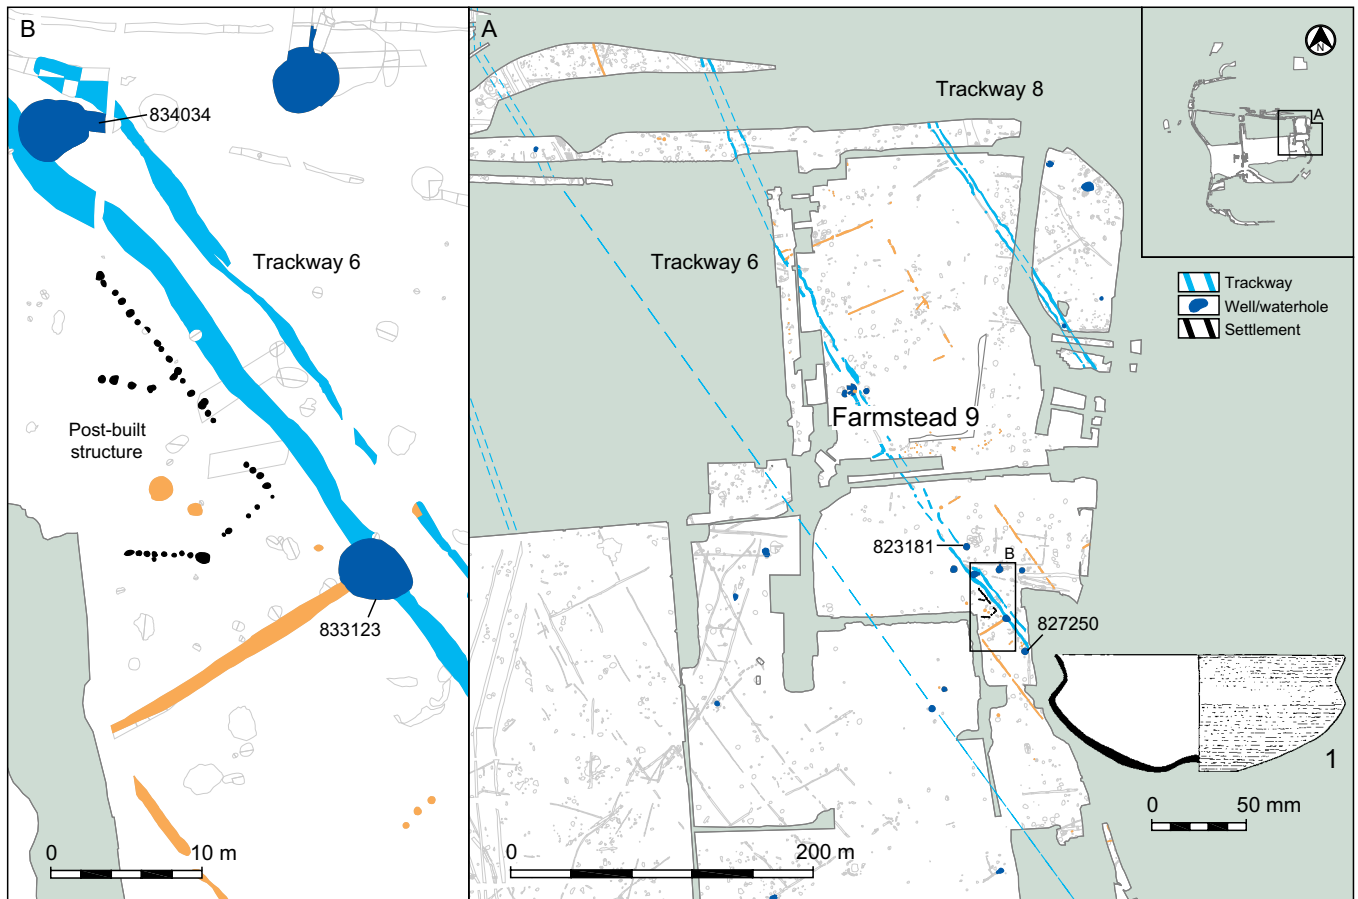 B
834034
Trackway 6
Post-built
structure
833123
0 10 m
A
Trackway 8
Trackway 6
Farmstead 9
823181
B
827250
0 200 m
N
A
Trackway
Well/waterhole
Settlement
1
0 50 mm